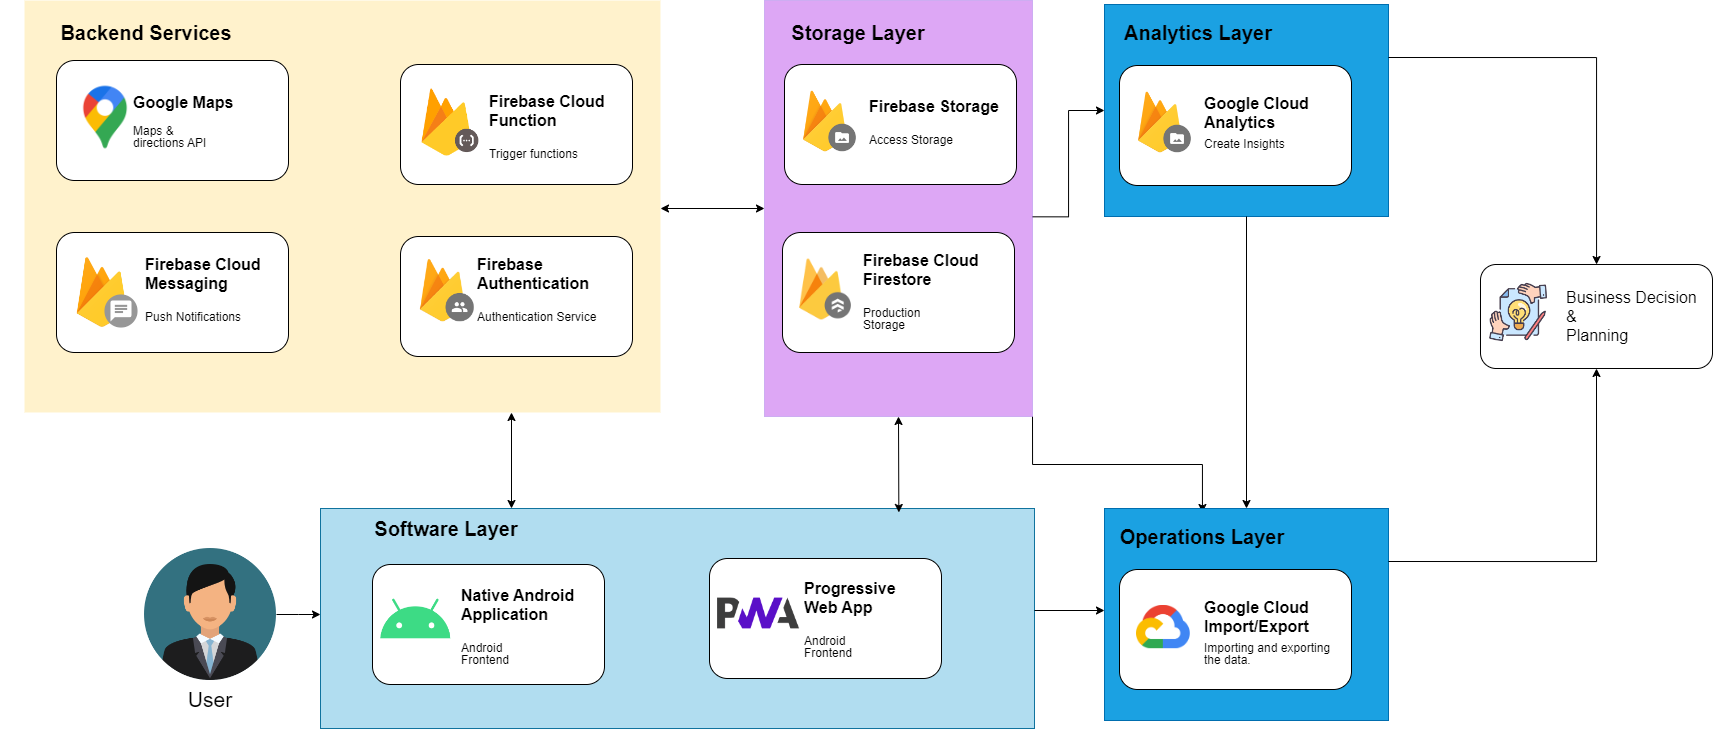 Backend Services
Google Maps
Maps &
directions API
Firebase Cloud
Function
Trigger functions
Firebase Cloud
Messaging
Push Notifications
Firebase
Authentication
Authentication Service
Storage Layer
Firebase Storage
Access Storage
Firebase Cloud
Firestore
Production
Storage
Analytics Layer
Google Cloud
Analytics
Create Insights
Business Decision
&
Planning
User
Software Layer
Native Android
Application
Android
Frontend
PWA
Progressive
Web App
Android
Frontend
Operations Layer
Google Cloud
Import/Export
Importing and exporting
the data.